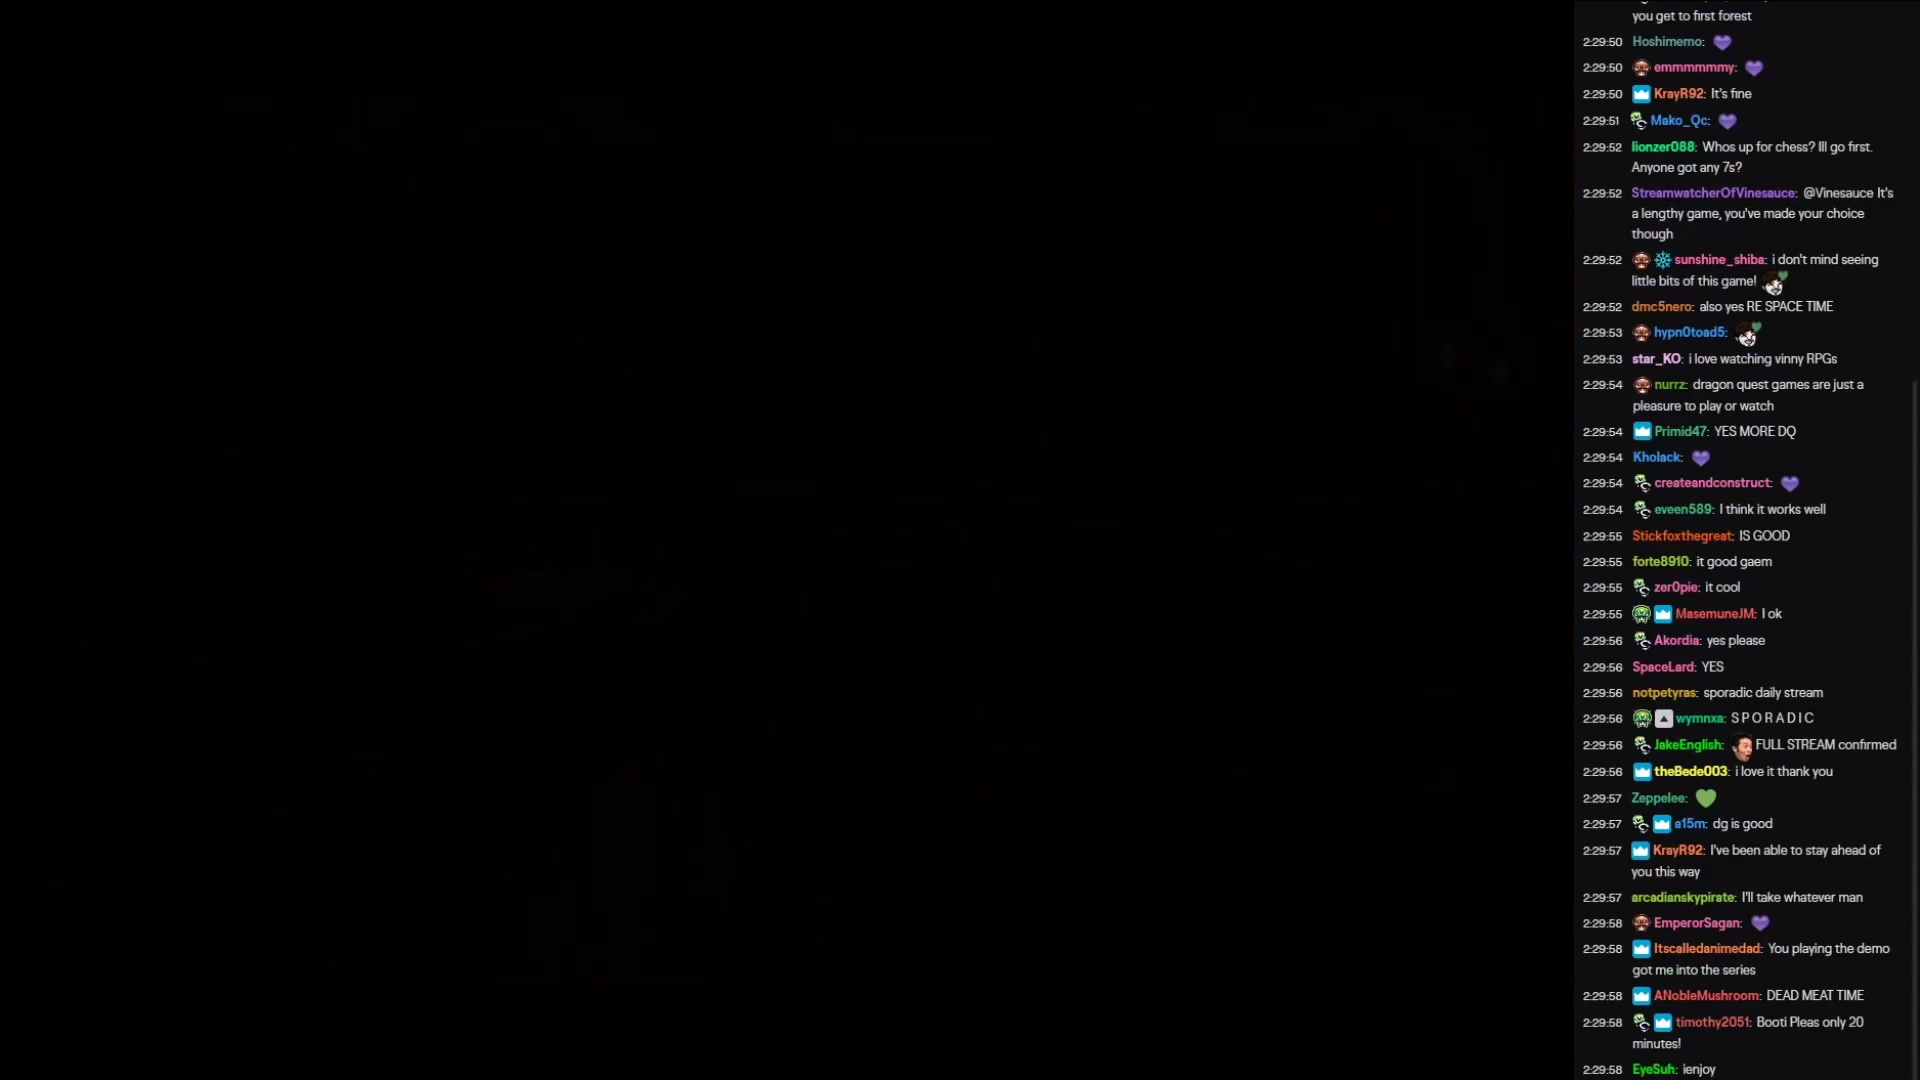 you get to first forest
2:29:50 Hoshimemo:
2:29:50 emmmmmmy:
2:29:50 KrayR92: It's fine
2:29:51 Mako_Qc:
2:29:52 lionzer088: Whos up for chess? Ill go first.
Anyone got any 7s?
2:29:52 StreamwatcherOfVinesauce: @Vinesauce It's
a lengthy game, you've made your choice
though
2:29:52 sunshine_shiba: i don't mind seeing
little bits of this game!
2:29:52 dmc5nero: also yes RE SPACE TIME
2:29:53 hypn0toad5:
2:29:53 star_KO: i love watching vinny RPGs
2:29:54 nurrz: dragon quest games are just a
pleasure to play or watch
2:29:54 Primid47: YES MORE DQ
2:29:54 Kholack:
2:29:54 createandconstruct:
2:29:54 eveen589: I think it works well
2:29:55 Stickfoxthegreat: IS GOOD
2:29:55 forte8910: it good gaem
2:29:55 zer0pie: it cool
2:29:55 MasemuneJM: I ok
2:29:56 Akordia: yes please
2:29:56 SpaceLard: YES
2:29:56 notpetyras: sporadic daily stream
2:29:56 wymnxa: S P O R A D I C
2:29:56 JakeEnglish: FULL STREAM confirmed
2:29:56 theBede003: i love it thank you
2:29:57 Zeppelee:
2:29:57 a15m: dg is good
2:29:57 KrayR92: I've been able to stay ahead of
you this way
2:29:57 arcadianskypirate: I'll take whatever man
2:29:58 EmperorSagan:
2:29:58 Itscalledanimedad: You playing the demo
got me into the series
2:29:58 ANobleMushroom: DEAD MEAT TIME
2:29:58 timothy2051: Booti Pleas only 20
minutes!
2:29:58 EyeSuh: ienjoy